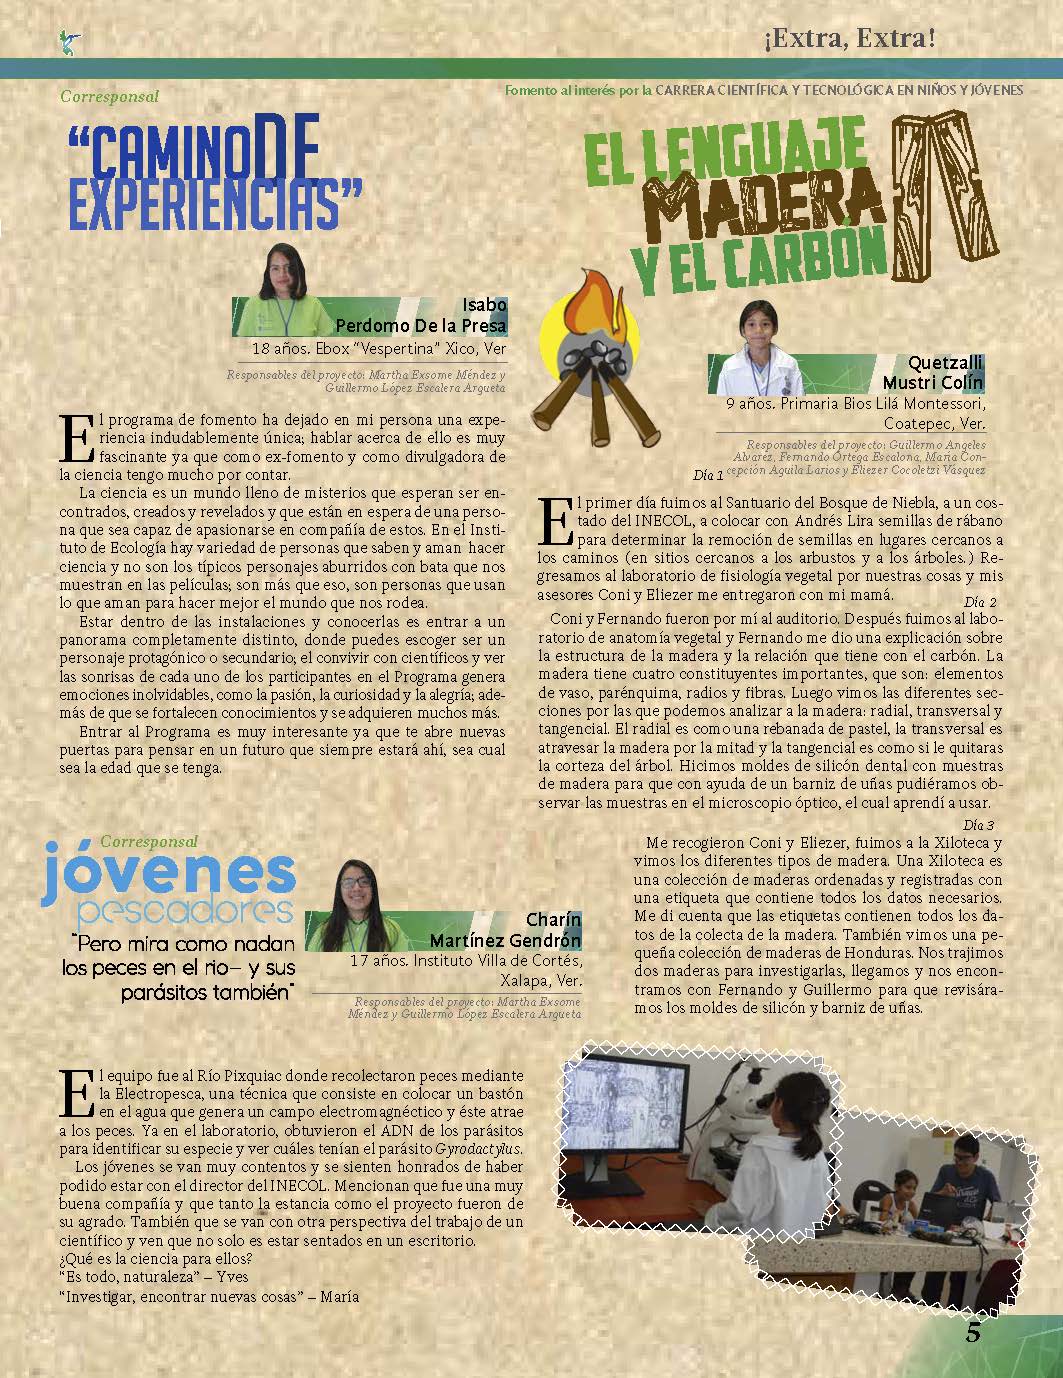 ¡Extra, Extra!
Fomento al interés por la CARRERA CIENTÍFICA Y TECNOLÓGICA EN NIÑOS Y JÓVENES
Corresponsal
“CAMINO DE
EXPERIENCIAS”
Isabo
Perdomo De la Presa
18 años. Ebox “Vespertina” Xico, Ver
Responsables del proyecto: Martha Exsome Méndez y
Guillermo López Escalera Argueta
El programa de fomento ha dejado en mi persona una expe-
riencia indudablemente única; hablar acerca de ello es muy
fascinante ya que como ex-fomento y como divulgadora de
la ciencia tengo mucho por contar.
La ciencia es un mundo lleno de misterios que esperan ser en-
contrados, creados y revelados y que están en espera de una perso-
na que sea capaz de apasionarse en compañía de estos. En el Insti-
tuto de Ecología hay variedad de personas que saben y aman hacer
ciencia y no son los típicos personajes aburridos con bata que nos
muestran en las películas; son más que eso, son personas que usan
lo que aman para hacer mejor el mundo que nos rodea.
Estar dentro de las instalaciones y conocerlas es entrar a un
panorama completamente distinto, donde puedes escoger ser un
personaje protagónico o secundario; el convivir con científicos y ver
las sonrisas de cada uno de los participantes en el Programa genera
emociones inolvidables, como la pasión, la curiosidad y la alegría; ade-
más de que se fortalecen conocimientos y se adquieren muchos más.
Entrar al Programa es muy interesante ya que te abre nuevas
puertas para pensar en un futuro que siempre estará ahí, sea cual
sea la edad que se tenga.
Corresponsal
jóvenes
pescadores
"Pero mira como nadan
los peces en el rio– y sus
parásitos también"
Charín
Martínez Gendrón
17 años. Instituto Villa de Cortés,
Xalapa, Ver.
Responsables del proyecto: Martha Exsome
Méndez y Guillermo López Escalera Argueta
El equipo fue al Río Pixquiac donde recolectaron peces mediante
la Electropesca, una técnica que consiste en colocar un bastón
en el agua que genera un campo electromagnéctico y éste atrae
a los peces. Ya en el laboratorio, obtuvieron el ADN de los parásitos
para identificar su especie y ver cuáles tenían el parásito Gyrodactylus.
Los jóvenes se van muy contentos y se sienten honrados de haber
podido estar con el director del INECOL. Mencionan que fue una muy
buena compañía y que tanto la estancia como el proyecto fueron de
su agrado. También que se van con otra perspectiva del trabajo de un
científico y ven que no solo es estar sentados en un escritorio.
¿Qué es la ciencia para ellos?
“Es todo, naturaleza” – Yves
“Investigar, encontrar nuevas cosas” – María
EL LENGUAJE
MADERA
Y EL CARBÓN
Quetzalli
Mustri Colín
9 años. Primaria Bios Lilá Montessori,
Coatepec, Ver.
Responsables del proyecto: Guillermo Angeles
Alvarez, Fernando Ortega Escalona, María Con-
cepción Aquila Larios y Eliezer Cocoletzi Vásquez
Día 1
El primer día fuimos al Santuario del Bosque de Niebla, a un cos-
tado del INECOL, a colocar con Andrés Lira semillas de rábano
para determinar la remoción de semillas en lugares cercanos a
los caminos (en sitios cercanos a los arbustos y a los árboles.) Re-
gresamos al laboratorio de fisiología vegetal por nuestras cosas y mis
asesores Coni y Eliezer me entregaron con mi mamá.
Día 2
Coni y Fernando fueron por mí al auditorio. Después fuimos al labo-
ratorio de anatomía vegetal y Fernando me dio una explicación sobre
la estructura de la madera y la relación que tiene con el carbón. La
madera tiene cuatro constituyentes importantes, que son: elementos
de vaso, parénquima, radios y fibras. Luego vimos las diferentes sec-
ciones por las que podemos analizar a la madera: radial, transversal y
tangencial. El radial es como una rebanada de pastel, la transversal es
atravesar la madera por la mitad y la tangencial es como si le quitaras
la corteza del árbol. Hicimos moldes de silicón dental con muestras
de madera para que con ayuda de un barniz de uñas pudiéramos ob-
servar las muestras en el microscopio óptico, el cual aprendí a usar.
Día 3
Me recogieron Coni y Eliezer, fuimos a la Xiloteca y
vimos los diferentes tipos de madera. Una Xiloteca es
una colección de maderas ordenadas y registradas con
una etiqueta que contiene todos los datos necesarios.
Me di cuenta que las etiquetas contienen todos los da-
tos de la colecta de la madera. También vimos una pe-
queña colección de maderas de Honduras. Nos trajimos
dos maderas para investigarlas, llegamos y nos encon-
tramos con Fernando y Guillermo para que revisára-
mos los moldes de silicón y barniz de uñas.
5